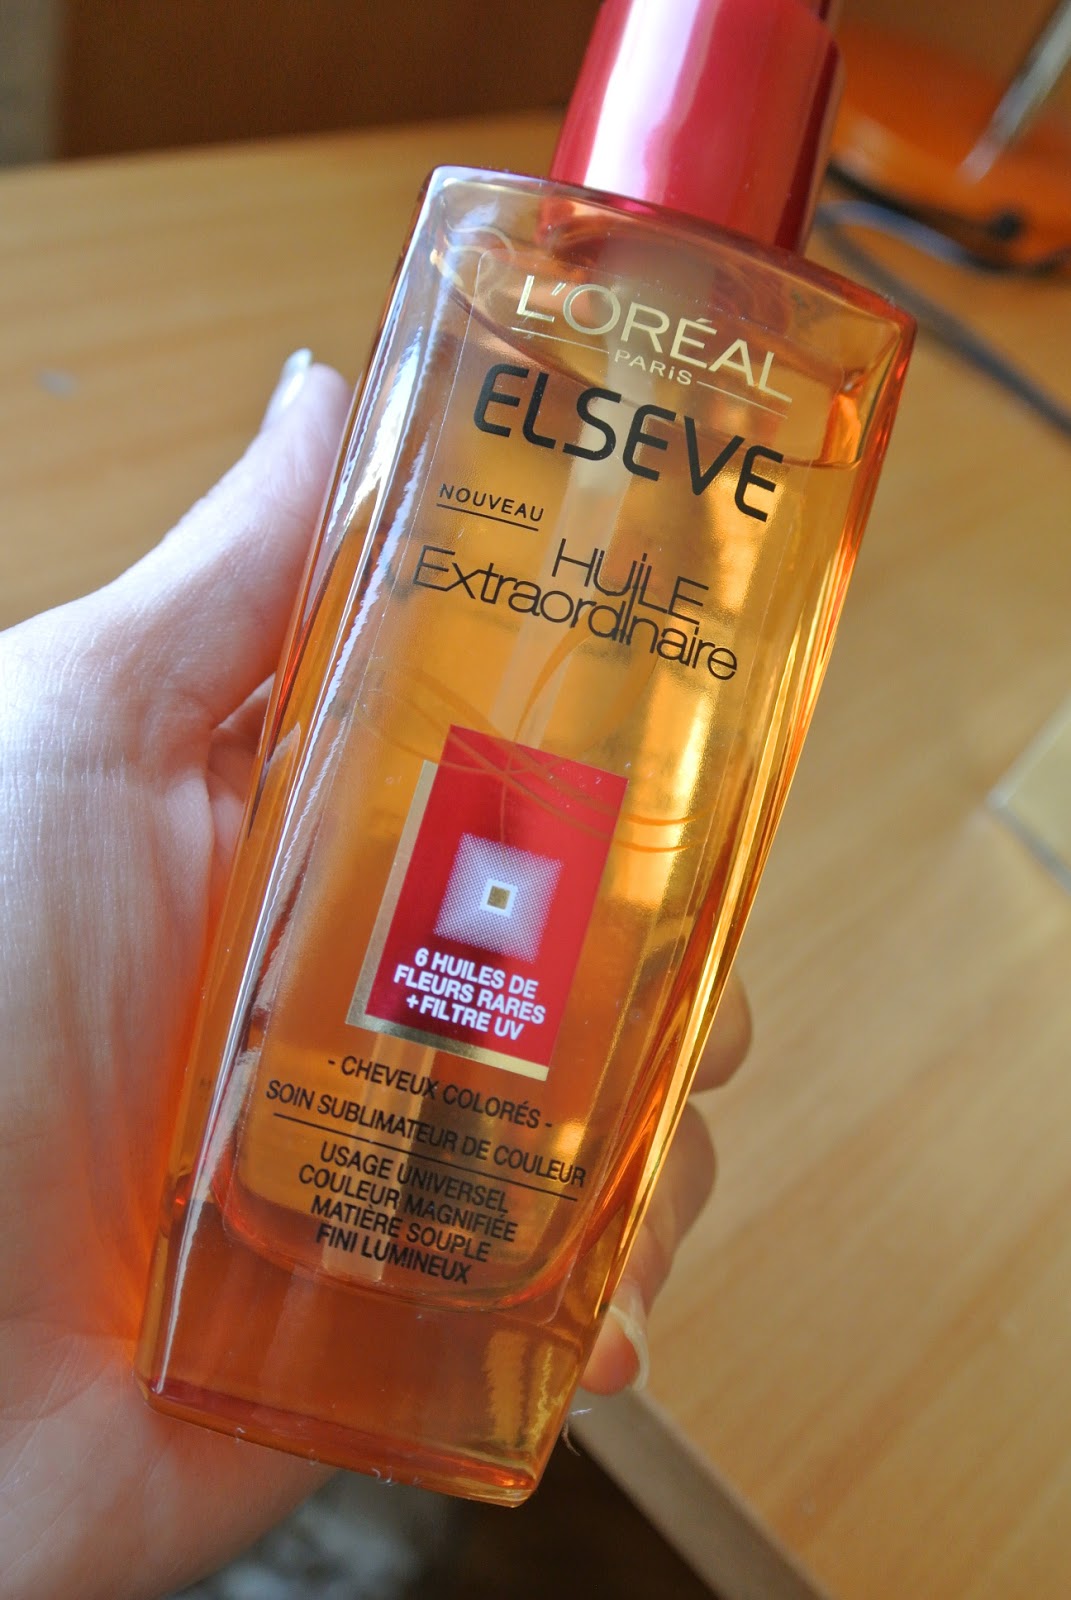 L'ORÉAL
PARiS
ELSEVE
NOUVEAU
HUiLE
ExtraordInaire
6 HUILES DE
FLEURS RARES
+FILTRE UV
- CHEVEUX COLORÉS -
SOIN SUBLIMATEUR DE COULEUR
USAGE UNIVERSEL
COULEUR MAGNIFIÉE
MATIÈRE SOUPLE
FINI LUMINEUX